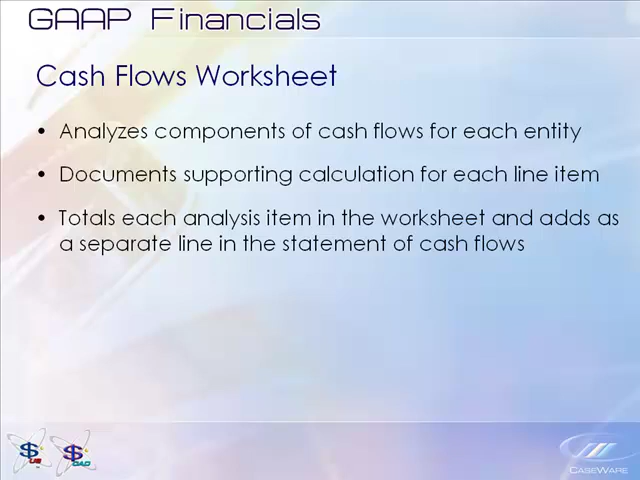 GAAP Financials
Cash Flows Worksheet
• Analyzes components of cash flows for each entity
• Documents supporting calculation for each line item
• Totals each analysis item in the worksheet and adds as
a separate line in the statement of cash flows
$ US $ CAD
CASEWARE